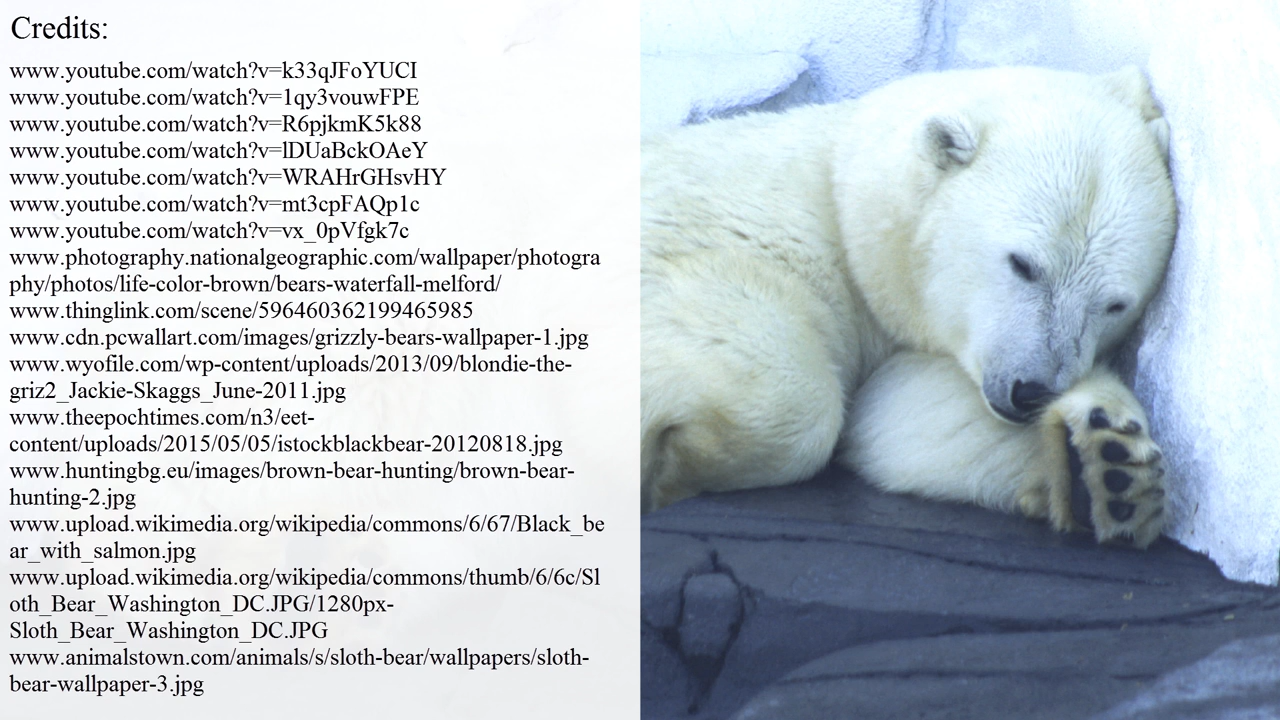 Credits:
www.youtube.com/watch?v=k33qJFoYUCI
www.youtube.com/watch?v=1qy3vouwFPE
www.youtube.com/watch?v=R6pjkmK5k88
www.youtube.com/watch?v=lDUaBckOAeY
www.youtube.com/watch?v=WRAHrGHsvHY
www.youtube.com/watch?v=mt3cpFAQp1c
www.youtube.com/watch?v=vx_0pVfgk7c
www.photography.nationalgeographic.com/wallpaper/photogra
phy/photos/life-color-brown/bears-waterfall-melford/
www.thinglink.com/scene/596460362199465985
www.cdn.pcwallart.com/images/grizzly-bears-wallpaper-1.jpg
www.wyofile.com/wp-content/uploads/2013/09/blondie-the-
griz2_Jackie-Skaggs_June-2011.jpg
www.theepochtimes.com/n3/eet-
content/uploads/2015/05/05/istockblackbear-20120818.jpg
www.huntingbg.eu/images/brown-bear-hunting/brown-bear-
hunting-2.jpg
www.upload.wikimedia.org/wikipedia/commons/6/67/Black_be
ar_with_salmon.jpg
www.upload.wikimedia.org/wikipedia/commons/thumb/6/6c/Sl
oth_Bear_Washington_DC.JPG/1280px-
Sloth_Bear_Washington_DC.JPG
www.animalstown.com/animals/s/sloth-bear/wallpapers/sloth-
bear-wallpaper-3.jpg